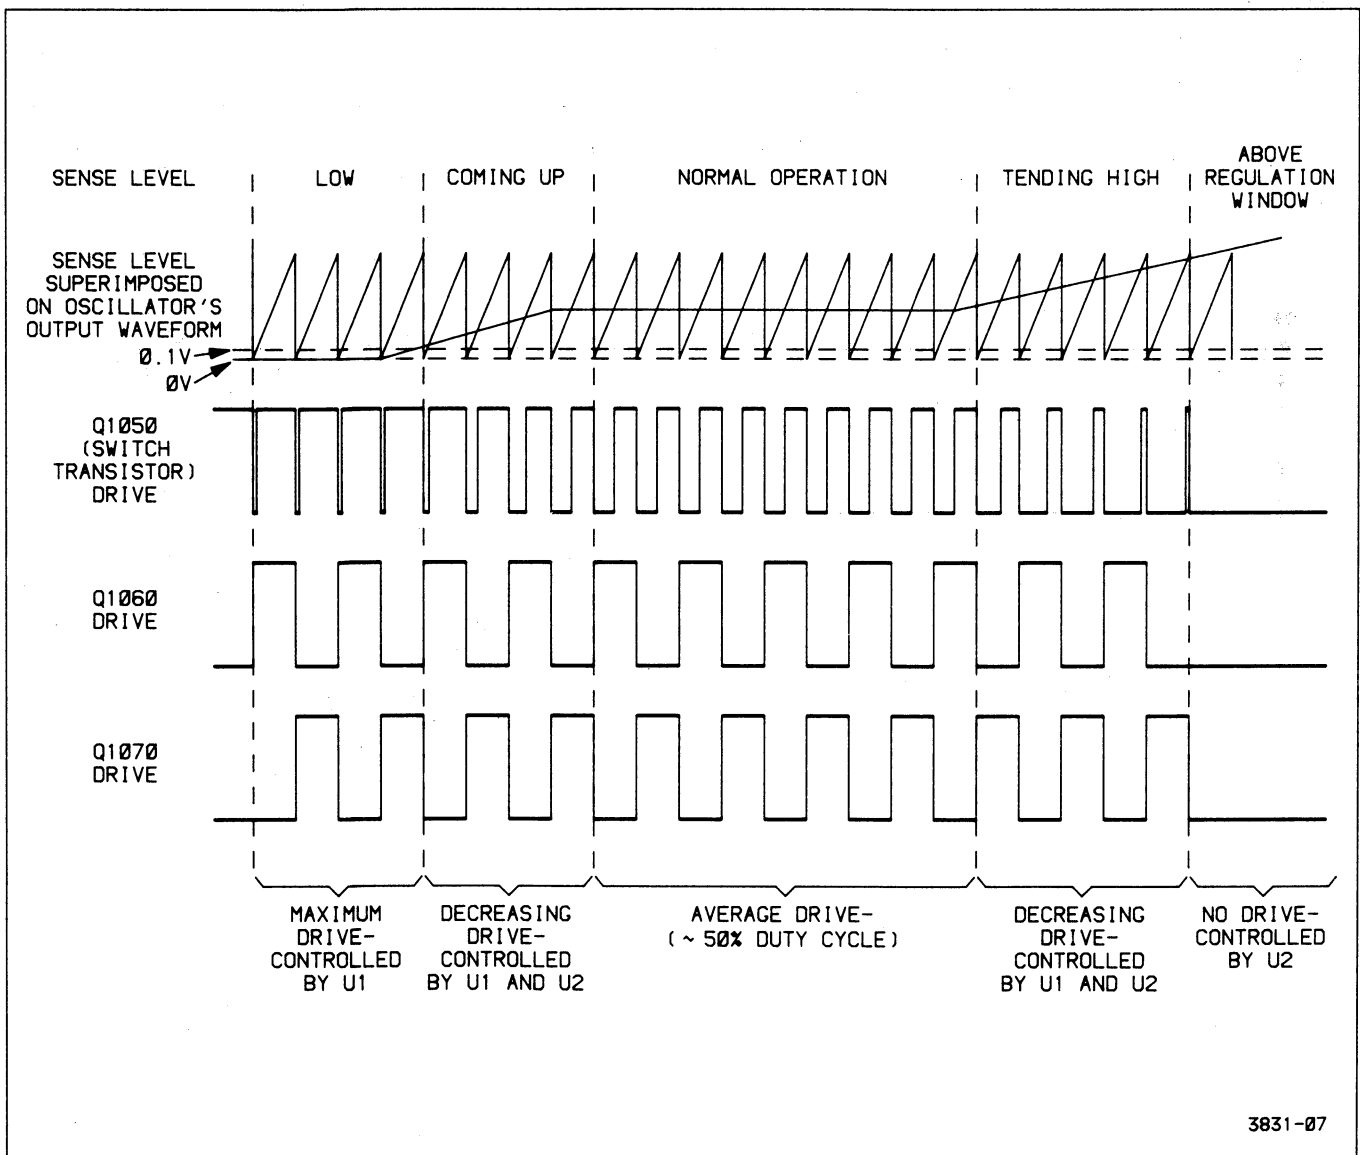 SENSE LEVEL
LOW
COMING UP
NORMAL OPERATION
TENDING HIGH
ABOVE
REGULATION
WINDOW
SENSE LEVEL
SUPERIMPOSED
ON OSCILLATOR'S
OUTPUT WAVEFORM
0.1V
0V
Q1050
(SWITCH
TRANSISTOR)
DRIVE
Q1060
DRIVE
Q1070
DRIVE
MAXIMUM
DRIVE-
CONTROLLED
BY U1
DECREASING
DRIVE-
CONTROLLED
BY U1 AND U2
AVERAGE DRIVE-
(~50% DUTY CYCLE)
DECREASING
DRIVE-
CONTROLLED
BY U1 AND U2
NO DRIVE-
CONTROLLED
BY U2
3831-07